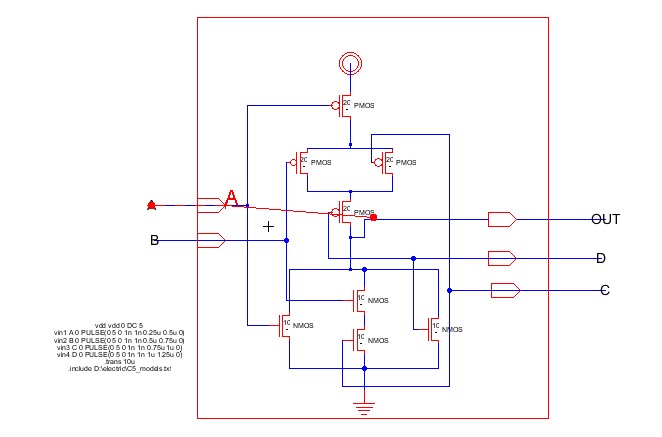 20
PMOS
20
PMOS
20
PMOS
A
20
PMOS
OUT
B
D
C
10
NMOS
10
NMOS
10
NMOS
10
NMOS
vdd vdd 0 DC 5
vin1 A 0 PULSE(0 5 0 1n 1n 0.25u 0.5u 0)
vin2 B 0 PULSE(0 5 0 1n 1n 0.5u 0.75u 0)
vin3 C 0 PULSE(0 5 0 1n 1n 0.75u 1u 0)
vin4 D 0 PULSE(0 5 0 1n 1n 1u 1.25u 0)
.trans 10u
.include D:\electric\C5_models.txt